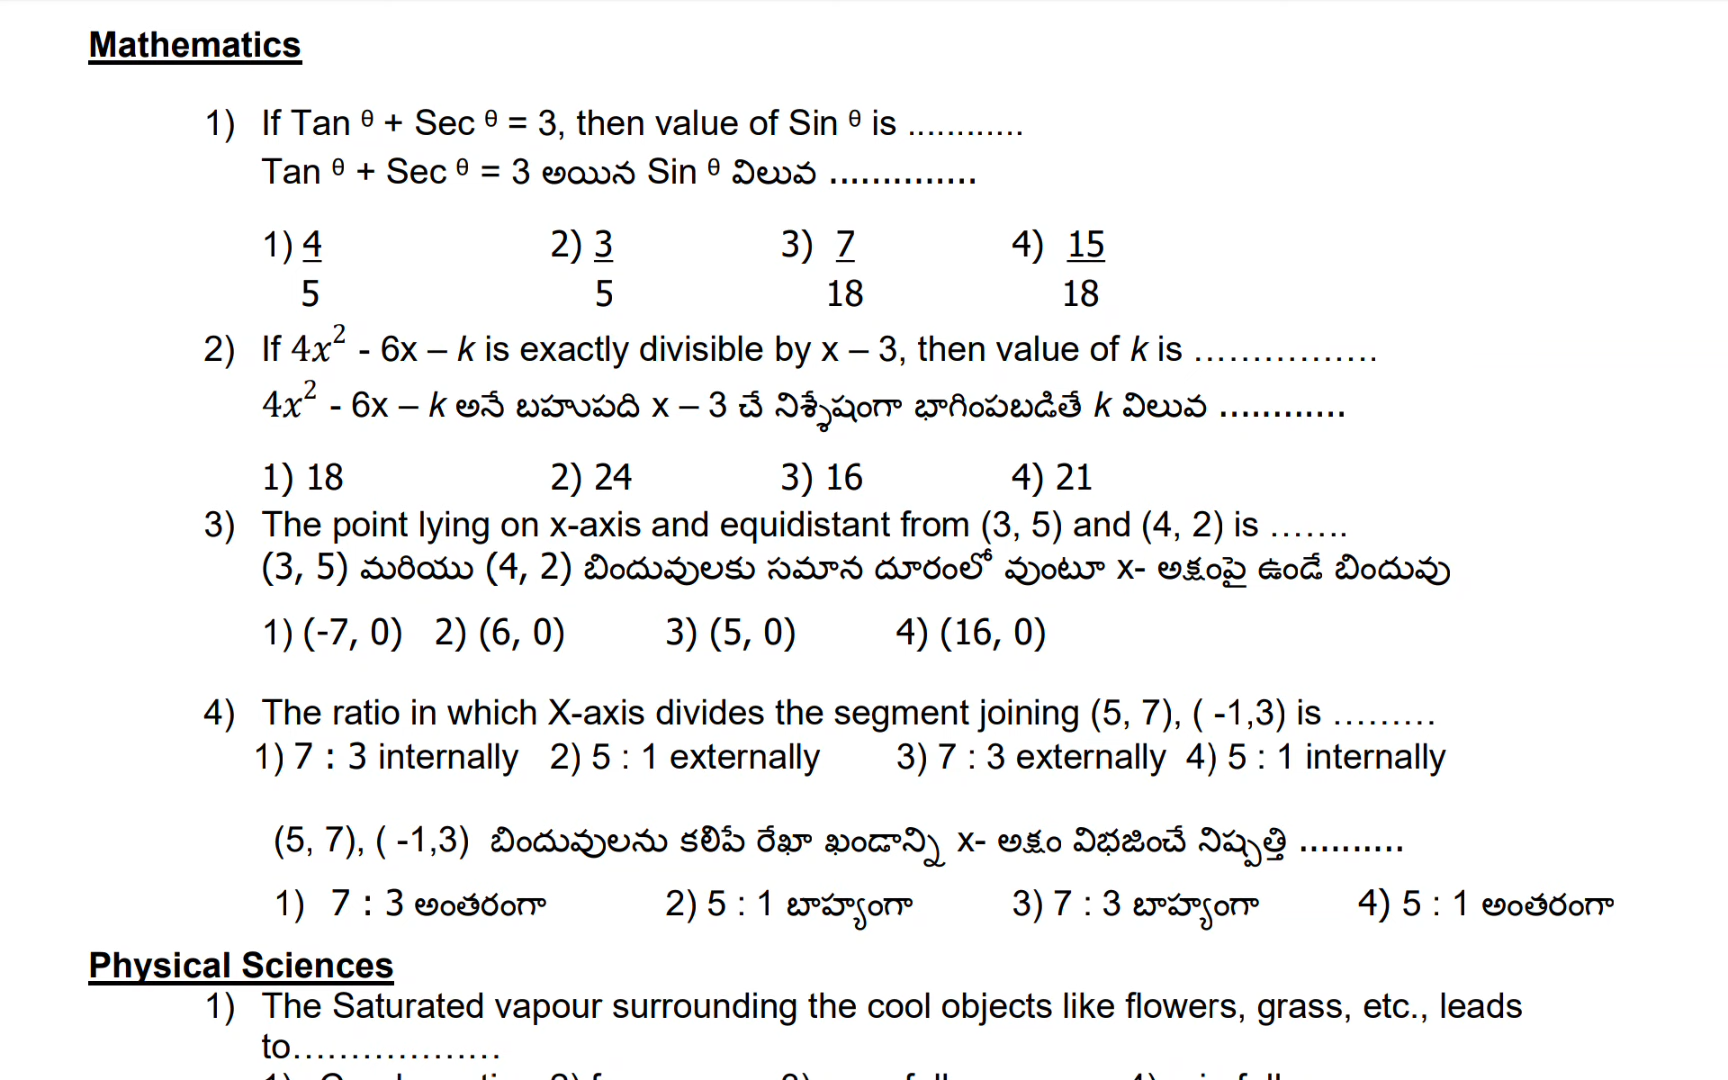 Mathematics
1) If Tan θ + Sec θ = 3, then value of Sin θ is ............
Tan θ + Sec θ = 3 అయిన Sin θ విలువ ..............
1) 4/5 2) 3/5 3) 7/18 4) 15/18
2) If 4x² - 6x – k is exactly divisible by x – 3, then value of k is ................
4x² - 6x – k అనే బహుపది x – 3 చే నిశ్శేషంగా భాగింపబడితే k విలువ ............
1) 18 2) 24 3) 16 4) 21
3) The point lying on x-axis and equidistant from (3, 5) and (4, 2) is .......
(3, 5) మరియు (4, 2) బిందువులకు సమాన దూరంలో వుంటూ x- అక్షంపై ఉండే బిందువు
1) (-7, 0) 2) (6, 0) 3) (5, 0) 4) (16, 0)
4) The ratio in which X-axis divides the segment joining (5, 7), ( -1,3) is .........
1) 7 : 3 internally 2) 5 : 1 externally 3) 7 : 3 externally 4) 5 : 1 internally
(5, 7), ( -1,3) బిందువులను కలిపే రేఖా ఖండాన్ని x- అక్షం విభజించే నిష్పత్తి ..........
1) 7 : 3 అంతరంగా 2) 5 : 1 బాహ్యంగా 3) 7 : 3 బాహ్యంగా 4) 5 : 1 అంతరంగా
Physical Sciences
1) The Saturated vapour surrounding the cool objects like flowers, grass, etc., leads
to..................